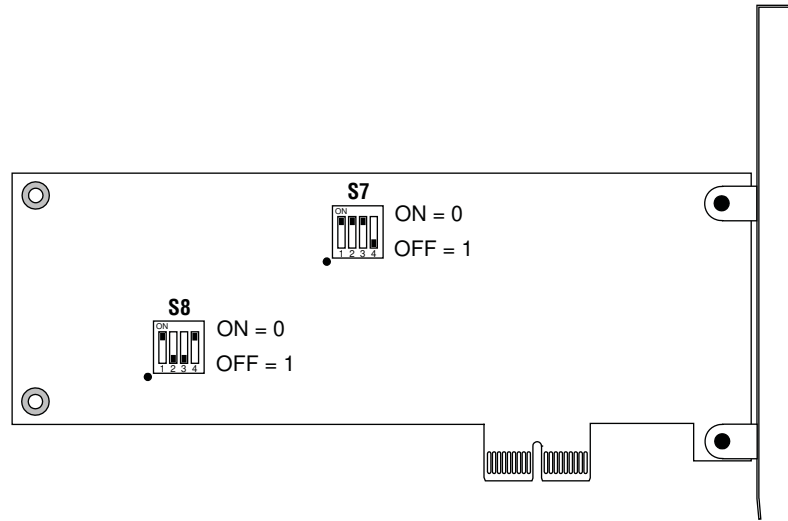 S7
ON
ON = 0
1 2 3 4
OFF = 1
S8
ON
ON = 0
1 2 3 4
OFF = 1